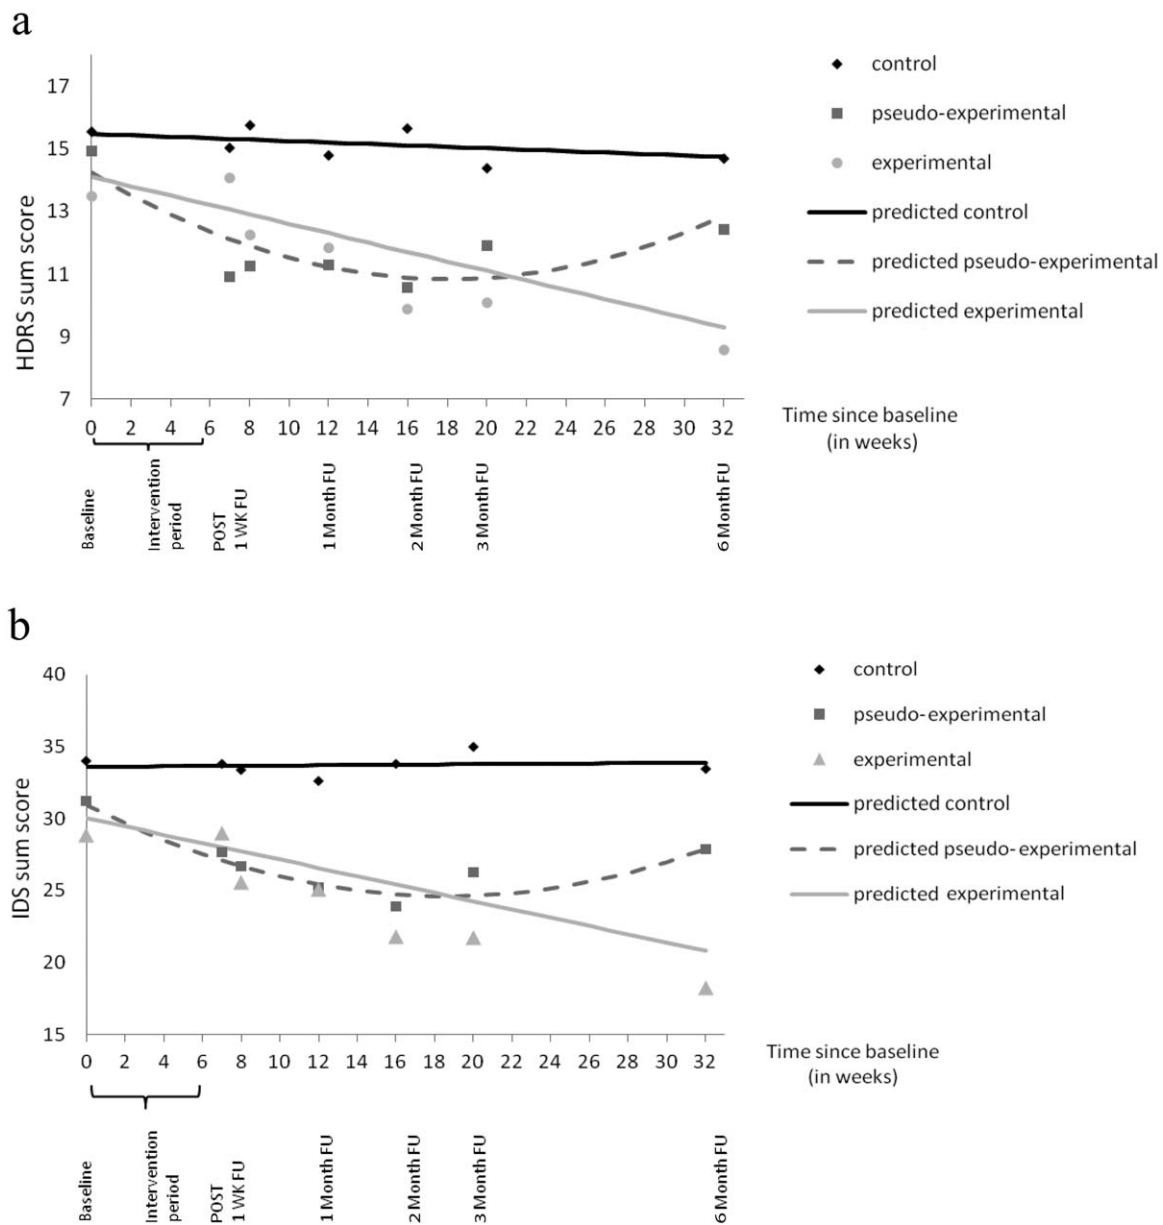 a
17
15
13
11
9
7
HDRS sum score
control
pseudo-experimental
experimental
predicted control
predicted pseudo-experimental
predicted experimental
0 2 4 6 8 10 12 14 16 18 20 22 24 26 28 30 32
Time since baseline
(in weeks)
Baseline
Intervention
period
POST
1 WK FU
1 Month FU
2 Month FU
3 Month FU
6 Month FU
b
40
35
30
25
20
15
IDS sum score
control
pseudo-experimental
experimental
predicted control
predicted pseudo-experimental
predicted experimental
0 2 4 6 8 10 12 14 16 18 20 22 24 26 28 30 32
Time since baseline
(in weeks)
Baseline
Intervention
period
POST
1 WK FU
1 Month FU
2 Month FU
3 Month FU
6 Month FU